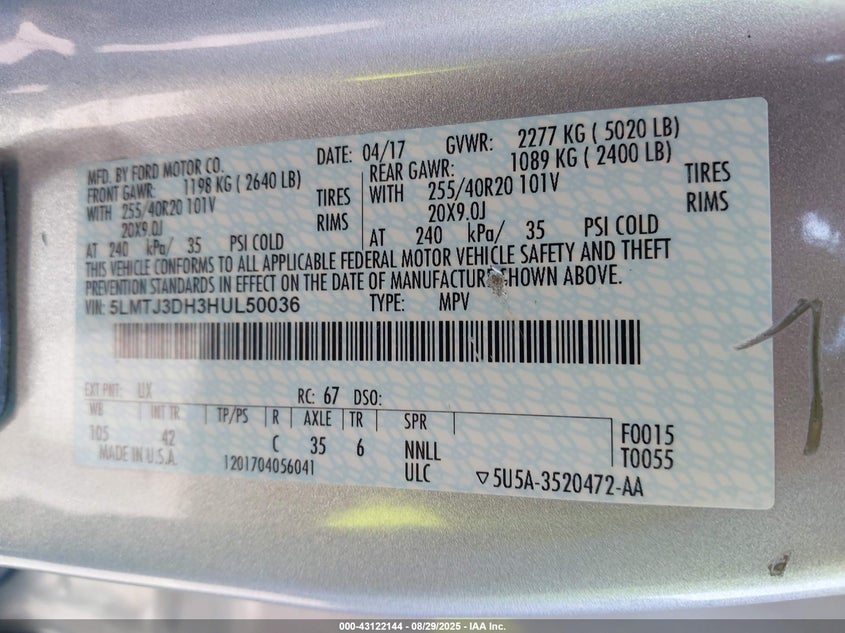 MFD. BY FORD MOTOR CO. DATE: 04/17 GVWR: 2277 KG ( 5020 LB)
FRONT GAWR: 1198 KG ( 2640 LB) REAR GAWR: 1089 KG ( 2400 LB)
WITH 255/40R20 101V TIRES WITH 255/40R20 101V TIRES
20X9.0J RIMS 20X9.0J RIMS
AT 240 kPa/ 35 PSI COLD AT 240 kPa/ 35 PSI COLD
THIS VEHICLE CONFORMS TO ALL APPLICABLE FEDERAL MOTOR VEHICLE SAFETY AND THEFT
PREVENTION STANDARDS IN EFFECT ON THE DATE OF MANUFACTURE SHOWN ABOVE.
VIN: 5LMTJ3DH3HUL50036 TYPE: MPV
EXT PNT: UX RC: 67 DSO:
WB INT TR TP/PS R AXLE TR SPR
105 42 C 35 6 NNLL F0015
MADE IN U.S.A. 1201704056041 ULC T0055
▽5U5A-3520472-AA
000-43122144 - 08/29/2025 - IAA Inc.